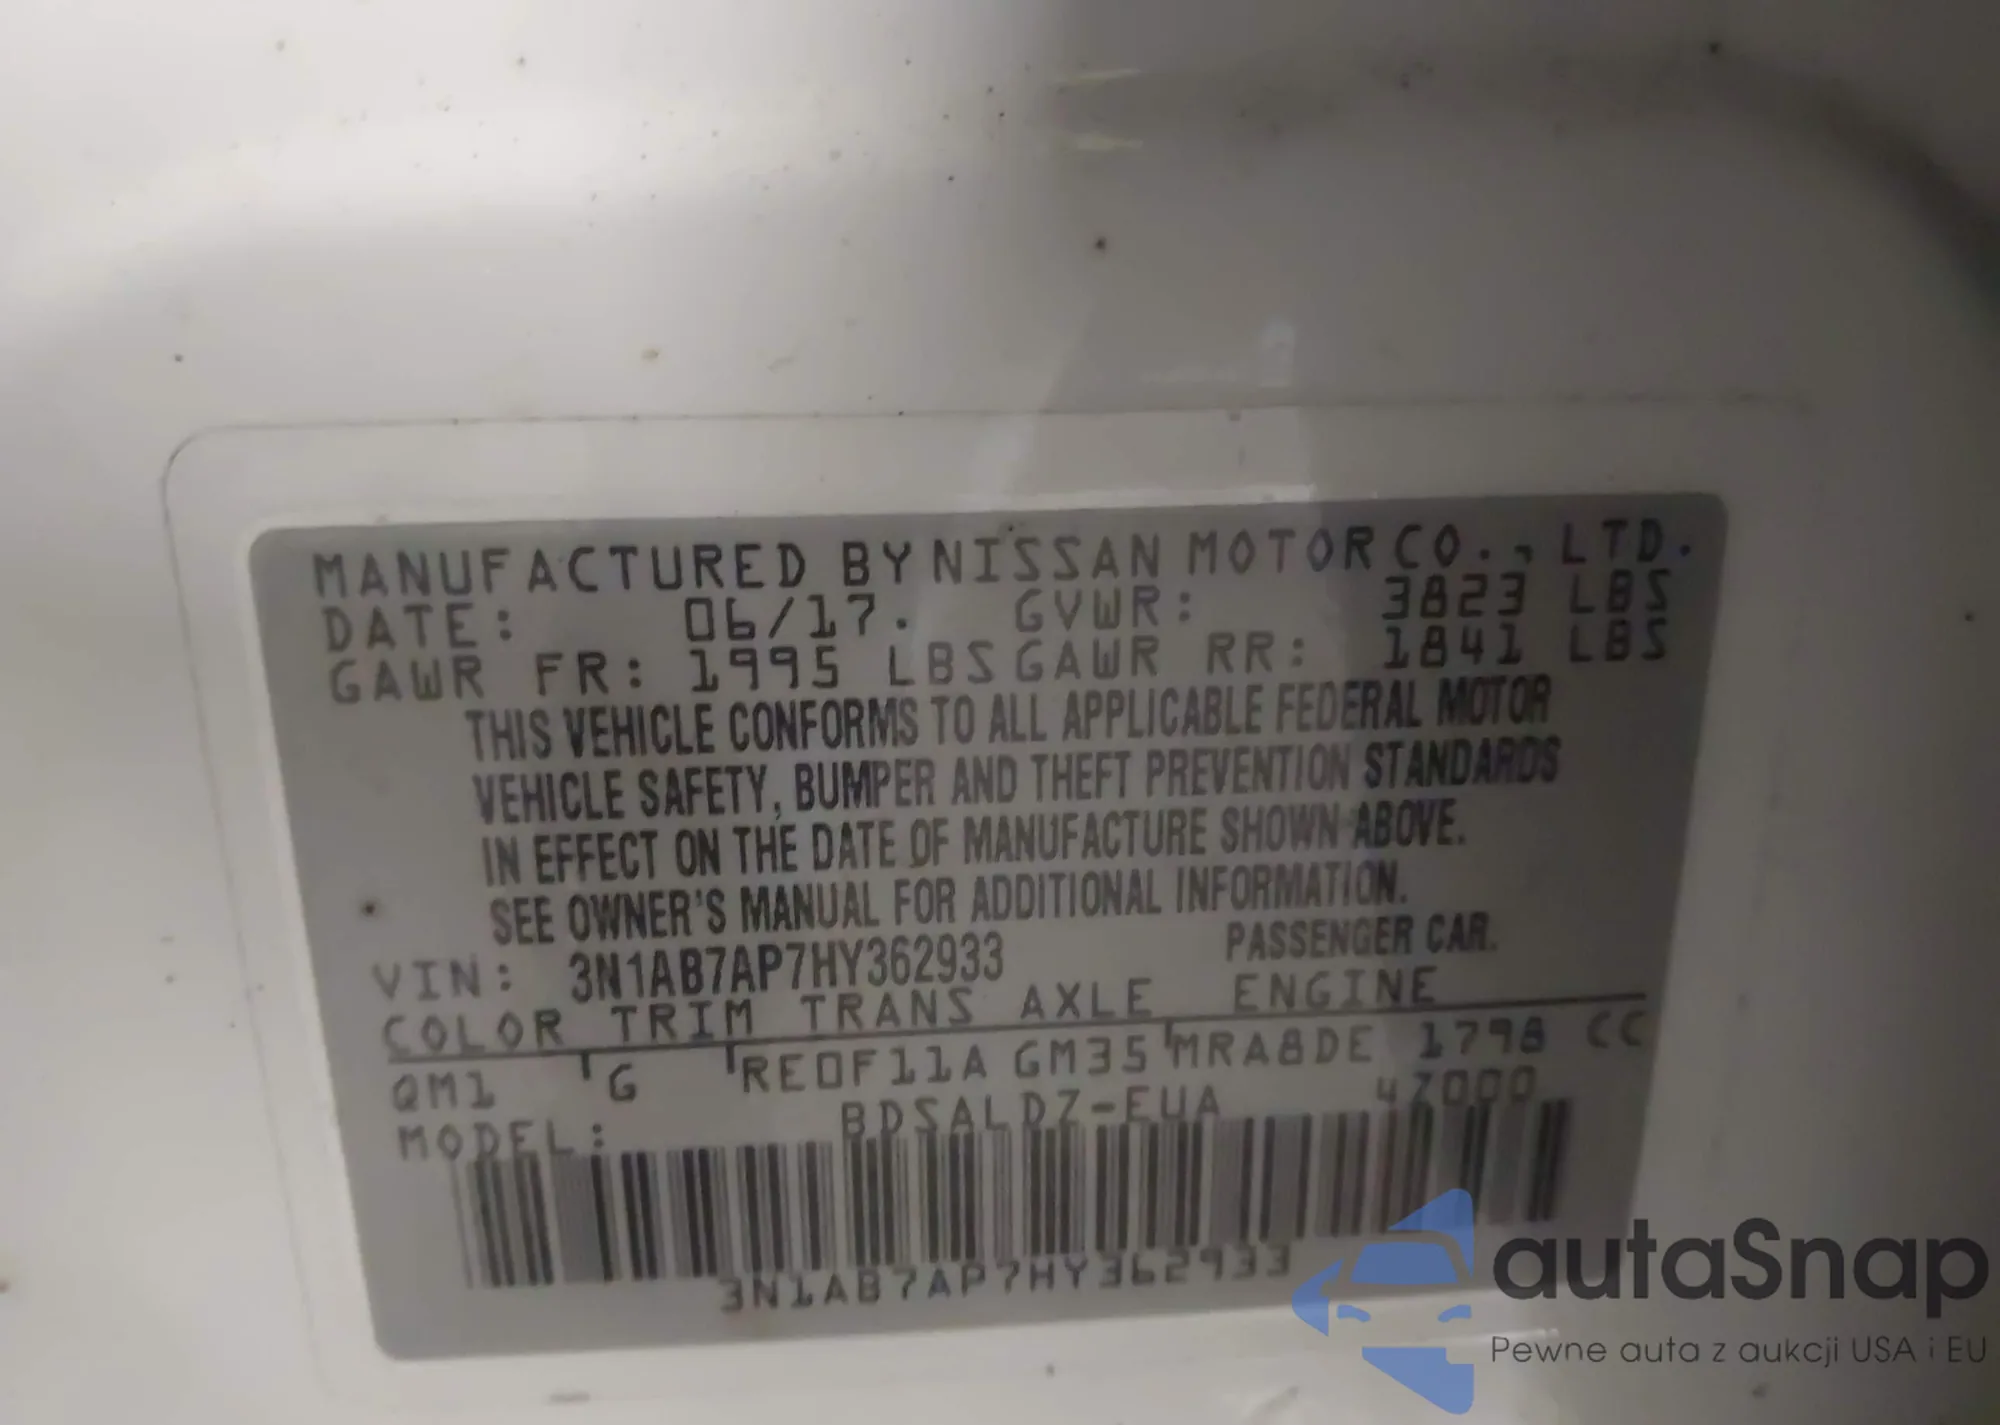 MANUFACTURED BY NISSAN MOTOR CO., LTD.
DATE: 06/17. GVWR: 3823 LBS
GAWR FR: 1995 LBS GAWR RR: 1841 LBS
THIS VEHICLE CONFORMS TO ALL APPLICABLE FEDERAL MOTOR
VEHICLE SAFETY, BUMPER AND THEFT PREVENTION STANDARDS
IN EFFECT ON THE DATE OF MANUFACTURE SHOWN ABOVE.
SEE OWNER'S MANUAL FOR ADDITIONAL INFORMATION.
VIN: 3N1AB7AP7HY362933 PASSENGER CAR.
COLOR TRIM TRANS AXLE ENGINE
QM1 G RE0F11A GM35 MRA8DE 1798 CC
MODEL: BDSALDZ-EUA 4Z000
3N1AB7AP7HY362933
autaSnap
Pewne auta z aukcji USA i EU